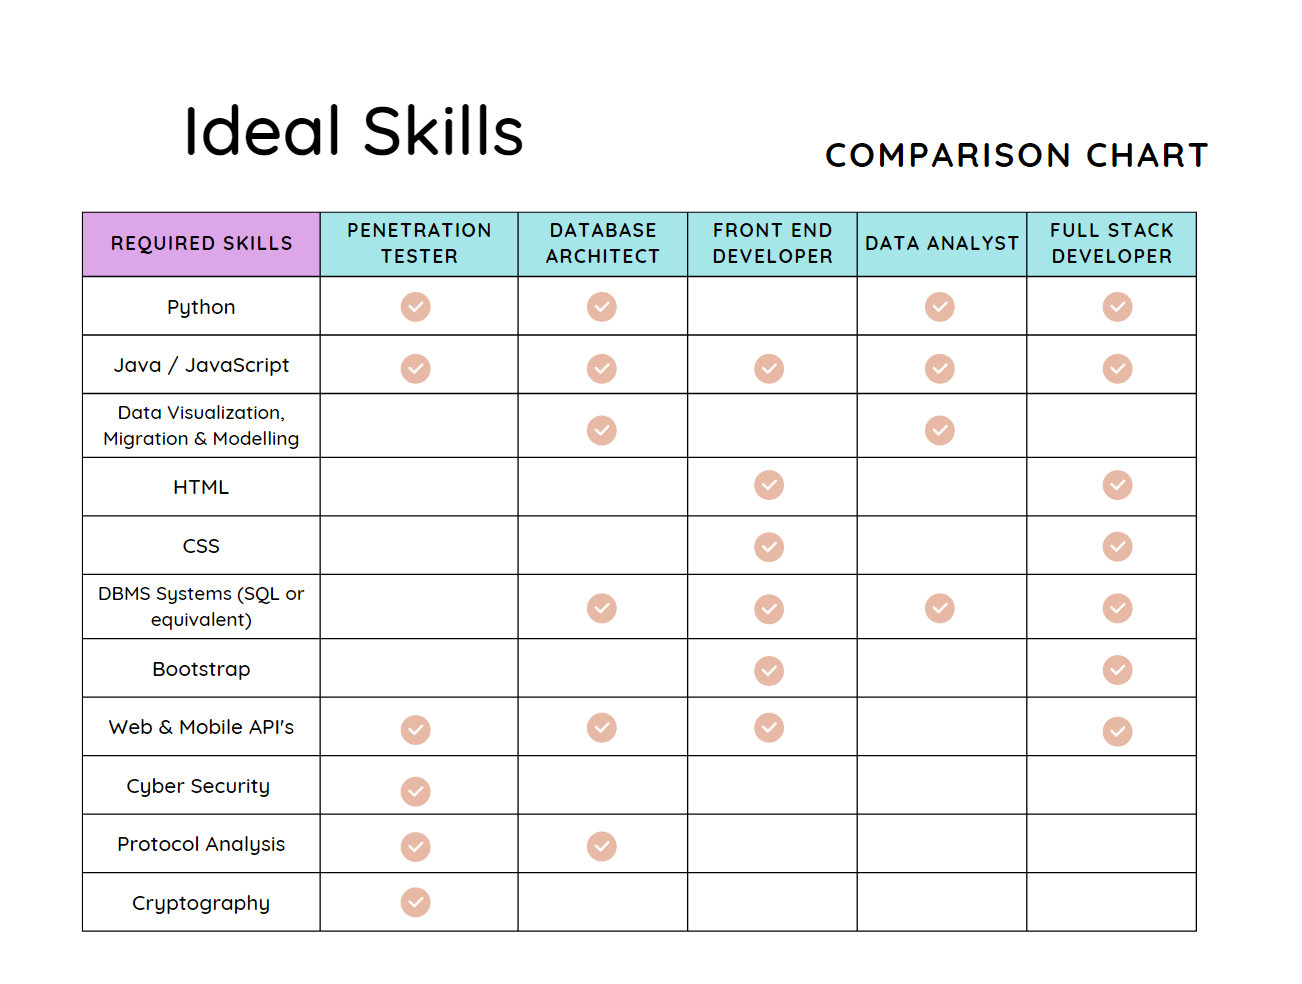 Ideal Skills
COMPARISON CHART
REQUIRED SKILLS
PENETRATION
TESTER
DATABASE
ARCHITECT
FRONT END
DEVELOPER
DATA ANALYST
FULL STACK
DEVELOPER
Python
Java / JavaScript
Data Visualization,
Migration & Modelling
HTML
CSS
DBMS Systems (SQL or
equivalent)
Bootstrap
Web & Mobile API's
Cyber Security
Protocol Analysis
Cryptography